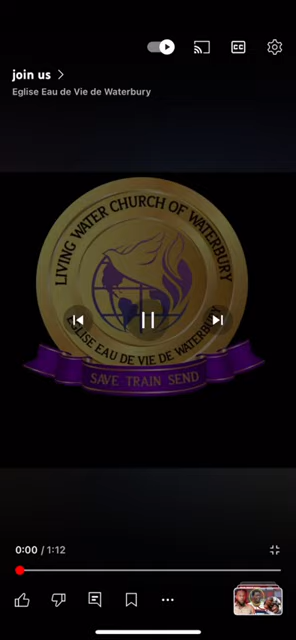 CC
join us
Eglise Eau de Vie de Waterbury
LIVING WATER CHURCH OF WATERBURY
EGLISE EAU DE VIE DE WATERBURY
SAVE TRAIN SEND
0:00 / 1:12